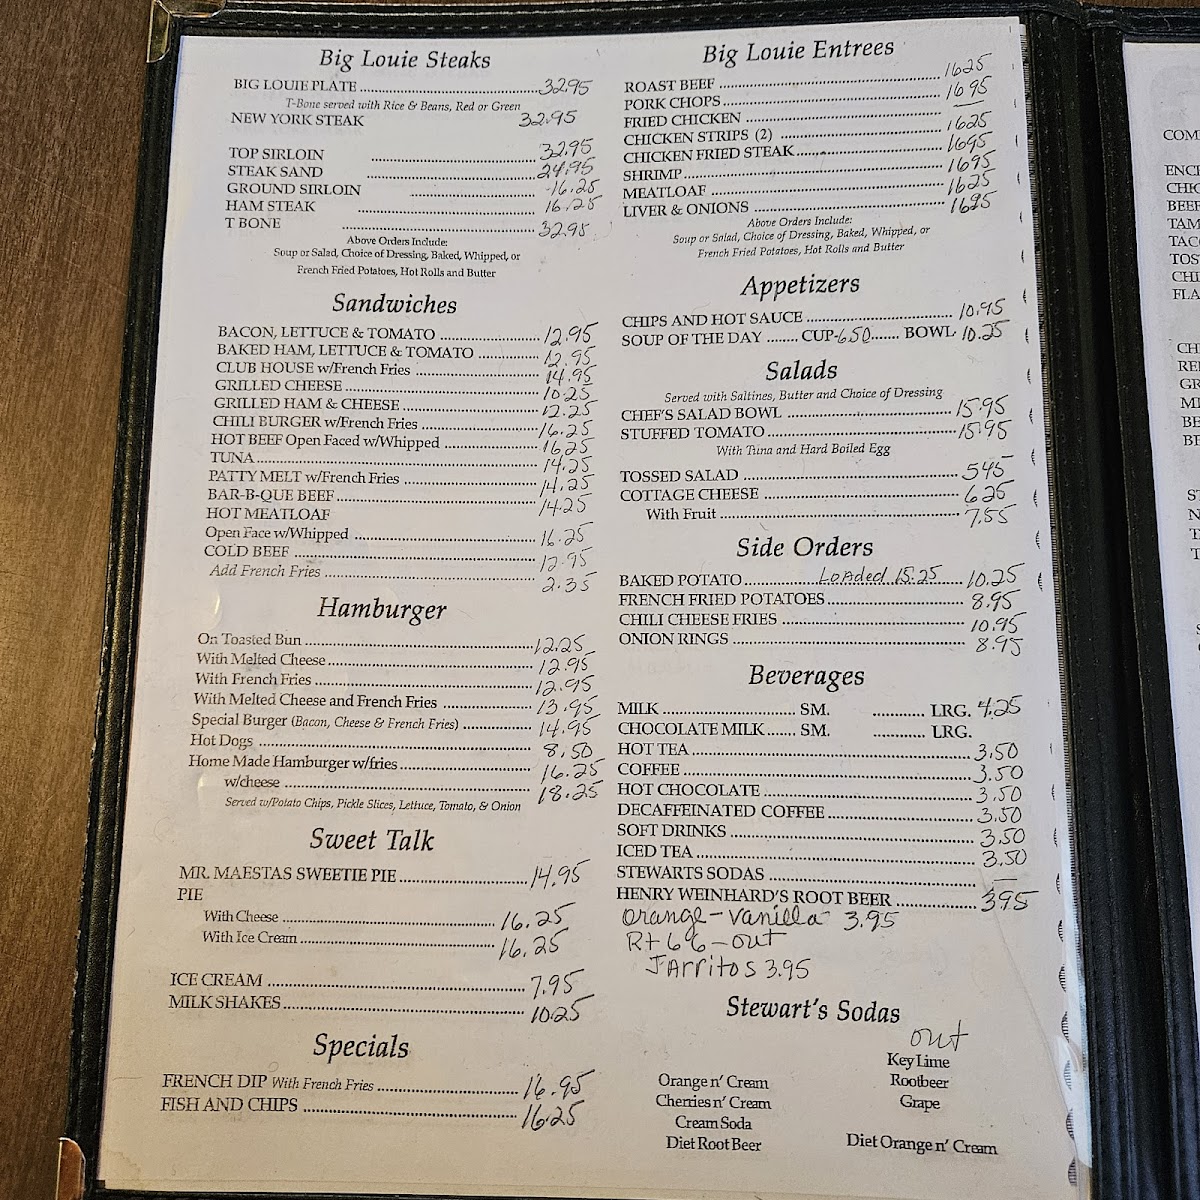 Big Louie Steaks
BIG LOUIE PLATE 32.95
T-Bone served with Rice & Beans, Red or Green
NEW YORK STEAK 32.95
TOP SIRLOIN 32.95
STEAK SAND 24.95
GROUND SIRLOIN 16.25
HAM STEAK 16.25
T BONE 32.95
Above Orders Include:
Soup or Salad, Choice of Dressing, Baked, Whipped, or
French Fried Potatoes, Hot Rolls and Butter
Sandwiches
BACON, LETTUCE & TOMATO 12.95
BAKED HAM, LETTUCE & TOMATO 12.95
CLUB HOUSE w/French Fries 14.95
GRILLED CHEESE 10.25
GRILLED HAM & CHEESE 12.25
CHILI BURGER w/French Fries 16.25
HOT BEEF Open Faced w/Whipped 16.25
TUNA 14.25
PATTY MELT w/French Fries 14.25
BAR-B-QUE BEEF 14.25
HOT MEATLOAF
Open Face w/Whipped 16.25
COLD BEEF 12.95
Add French Fries 2.35
Hamburger
On Toasted Bun 12.25
With Melted Cheese 12.95
With French Fries 12.95
With Melted Cheese and French Fries 13.95
Special Burger (Bacon, Cheese & French Fries) 14.95
Hot Dogs 8.50
Home Made Hamburger w/fries 16.25
w/cheese 18.25
Served w/Potato Chips, Pickle Slices, Lettuce, Tomato, & Onion
Sweet Talk
MR. MAESTAS SWEETIE PIE 14.95
PIE
With Cheese 16.25
With Ice Cream 16.25
ICE CREAM 7.95
MILK SHAKES 10.25
Specials
FRENCH DIP With French Fries 16.95
FISH AND CHIPS 16.25
Big Louie Entrees
ROAST BEEF 1625
PORK CHOPS 1695
FRIED CHICKEN —
CHICKEN STRIPS (2) 1625
CHICKEN FRIED STEAK 1695
SHRIMP 1695
MEATLOAF 1625
LIVER & ONIONS 1695
Above Orders Include:
Soup or Salad, Choice of Dressing, Baked, Whipped, or
French Fried Potatoes, Hot Rolls and Butter
Appetizers
CHIPS AND HOT SAUCE 10.95
SOUP OF THE DAY ........ CUP-6.50........ BOWL 10.25
Salads
Served with Saltines, Butter and Choice of Dressing
CHEF'S SALAD BOWL 15.95
STUFFED TOMATO 15.95
With Tuna and Hard Boiled Egg
TOSSED SALAD 545
COTTAGE CHEESE 6.25
With Fruit 7.55
Side Orders
BAKED POTATO Loaded 15.25 10.25
FRENCH FRIED POTATOES 8.95
CHILI CHEESE FRIES 10.95
ONION RINGS 8.95
Beverages
MILK SM. LRG. 4.25
CHOCOLATE MILK SM. LRG.
HOT TEA 3.50
COFFEE 3.50
HOT CHOCOLATE 3.50
DECAFFEINATED COFFEE 3.50
SOFT DRINKS 3.50
ICED TEA 3.50
STEWARTS SODAS —
HENRY WEINHARD'S ROOT BEER 3.95
Orange-Vanilla 3.95
out
JArritos 3.95
Stewart's Sodas
out
Key Lime
Orange n' Cream Rootbeer
Cherries n' Cream Grape
Cream Soda
Diet Root Beer Diet Orange n' Cream